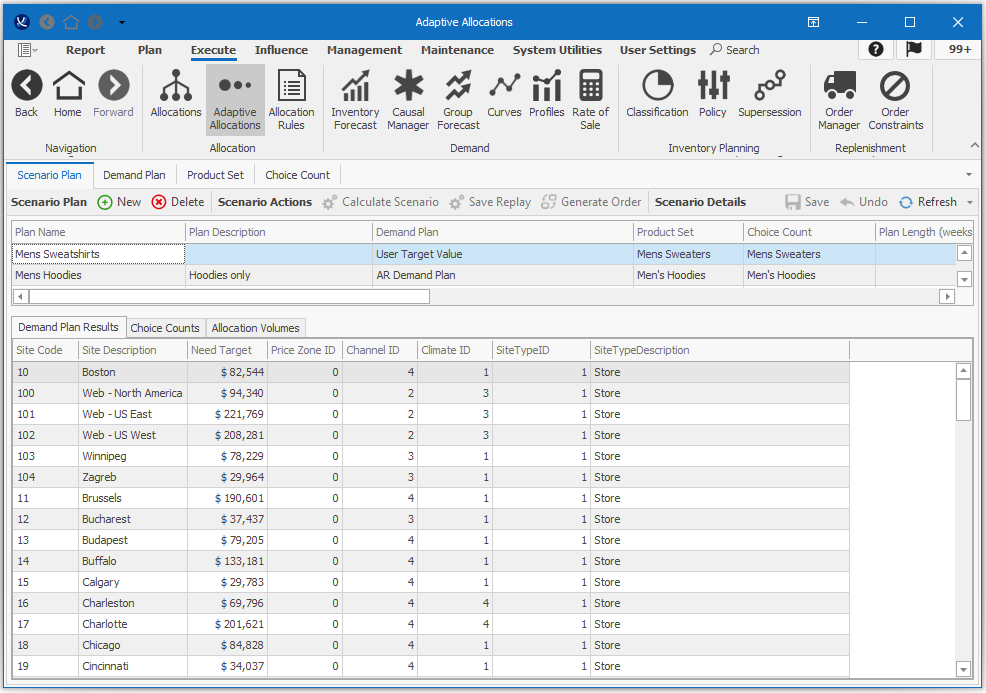 Adaptive Allocations
Report Plan Execute Influence Management Maintenance System Utilities User Settings Search 99+
Back Home Forward Allocations Adaptive Allocations Allocation Rules Inventory Forecast Causal Manager Group Forecast Curves Profiles Rate of Sale Classification Policy Supersession Order Manager Order Constraints
Navigation Allocation Demand Inventory Planning Replenishment
Scenario Plan Demand Plan Product Set Choice Count
Scenario Plan New Delete Scenario Actions Calculate Scenario Save Replay Generate Order Scenario Details Save Undo Refresh
Plan Name Plan Description Demand Plan Product Set Choice Count Plan Length (weeks
Mens Sweatshirts User Target Value Mens Sweaters Mens Sweaters
Mens Hoodies Hoodies only AR Demand Plan Men's Hoodies Men's Hoodies
Demand Plan Results Choice Counts Allocation Volumes
Site Code Site Description Need Target Price Zone ID Channel ID Climate ID SiteTypeID SiteTypeDescription
10 Boston $ 82,544 0 4 1 1 Store
100 Web - North America $ 94,340 0 2 3 1 Store
101 Web - US East $ 221,769 0 2 3 1 Store
102 Web - US West $ 208,281 0 2 3 1 Store
103 Winnipeg $ 78,229 0 3 1 1 Store
104 Zagreb $ 29,964 0 3 1 1 Store
11 Brussels $ 190,601 0 4 1 1 Store
12 Bucharest $ 37,437 0 3 1 1 Store
13 Budapest $ 79,205 0 4 1 1 Store
14 Buffalo $ 133,181 0 4 1 1 Store
15 Calgary $ 29,783 0 4 1 1 Store
16 Charleston $ 69,796 0 4 4 1 Store
17 Charlotte $ 201,621 0 4 4 1 Store
18 Chicago $ 84,828 0 4 1 1 Store
19 Cincinnati $ 34,037 0 4 1 1 Store